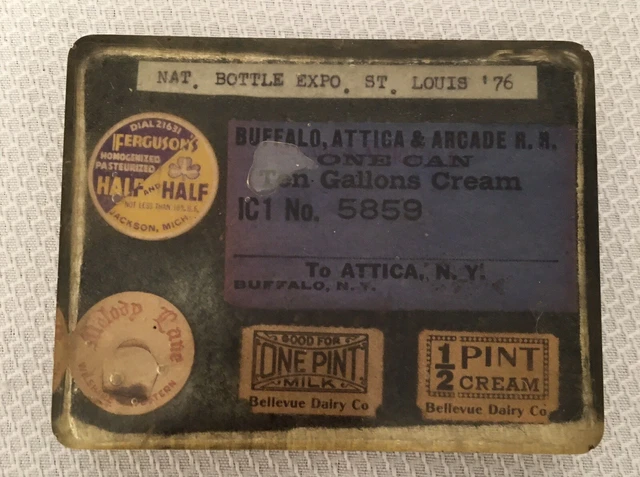 NAT. BOTTLE EXPO. ST. LOUIS '76
DIAL 21631
FERGUSON'S
HOMOGENIZED
PASTEURIZED
HALF AND HALF
JACKSON, MICH.
BUFFALO, ATTICA & ARCADE R. R.
ONE CAN
Ten Gallons Cream
IC1 No. 5859
To ATTICA, N. Y.
BUFFALO, N. Y.
Melody Lane
GOOD FOR
ONE PINT
MILK
Bellevue Dairy Co
1/2 PINT
CREAM
Bellevue Dairy Co